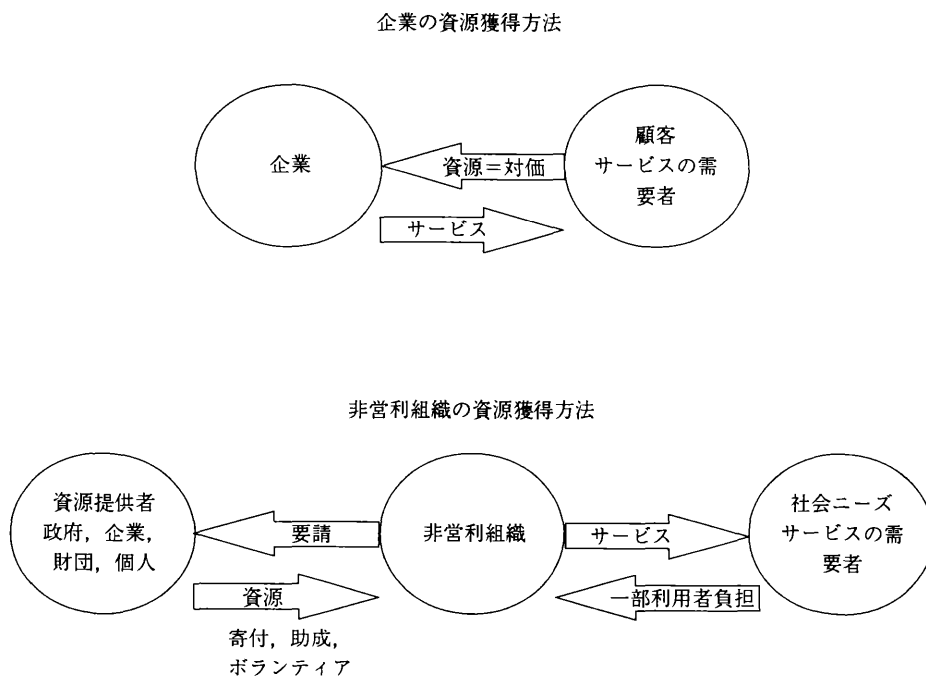 企業の資源獲得方法
企業
資源＝対価
サービス
顧客
サービスの需
要者
非営利組織の資源獲得方法
資源提供者
政府，企業，
財団，個人
要請
資源
寄付，助成，
ボランティア
非営利組織
サービス
一部利用者負担
社会ニーズ
サービスの需
要者